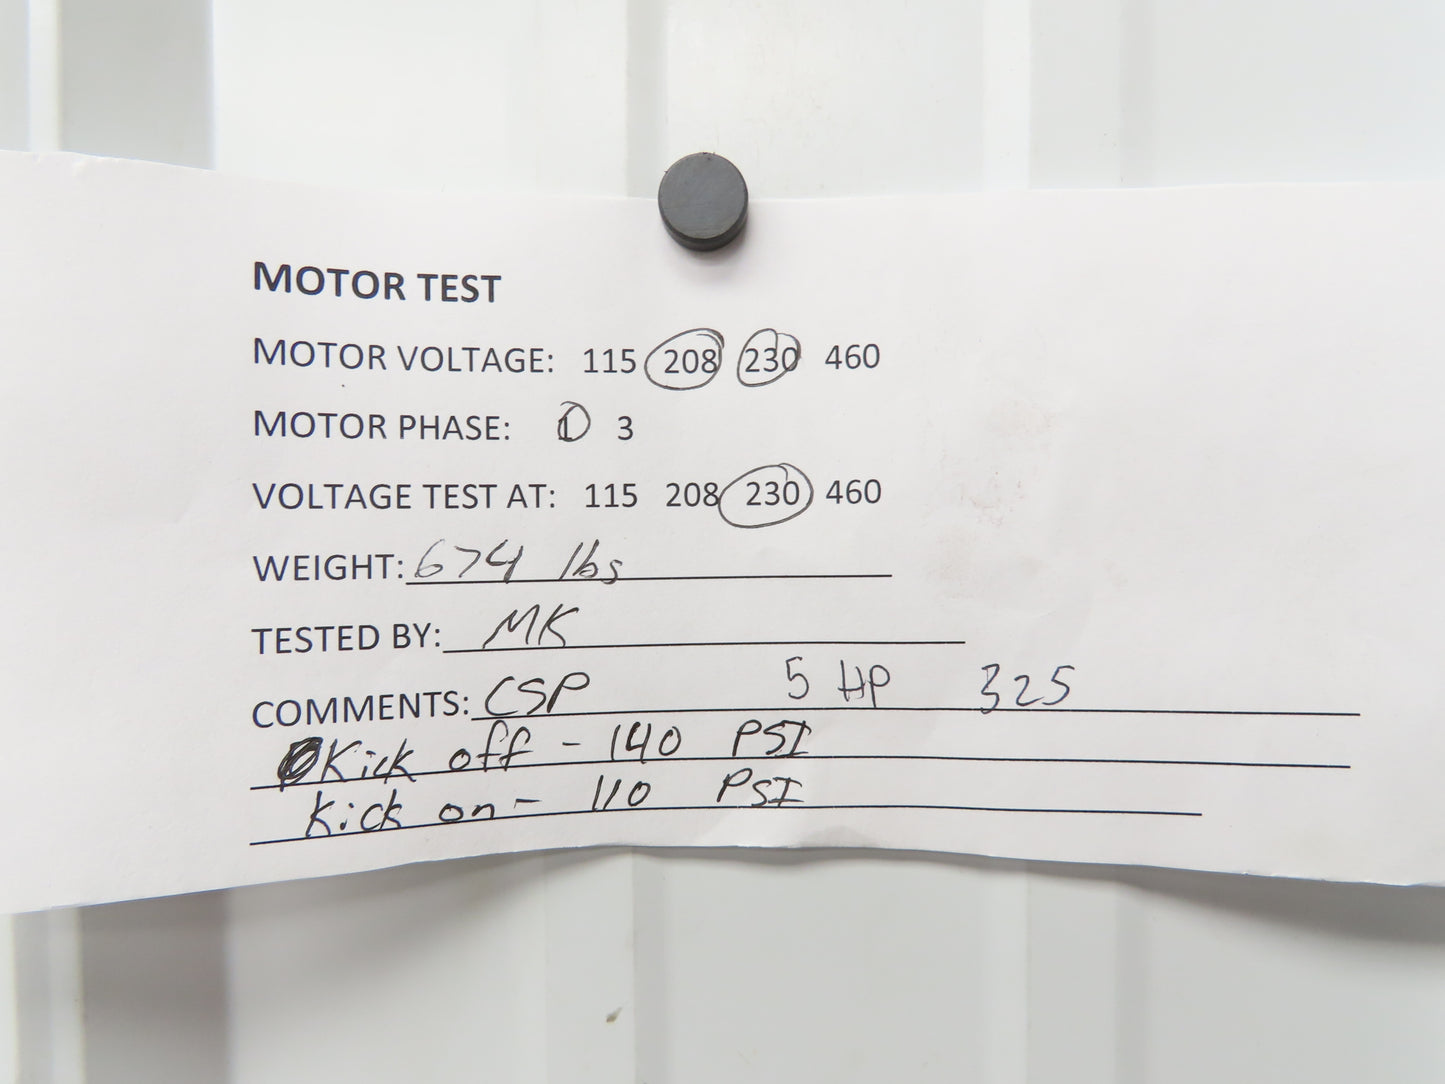 MOTOR TEST
MOTOR VOLTAGE: 115 208 230 460
MOTOR PHASE: 1 3
VOLTAGE TEST AT: 115 208 230 460
WEIGHT: 674 lbs
TESTED BY: MK
COMMENTS: CSP 5 HP 325
Kick off - 140 PSI
Kick on - 110 PSI